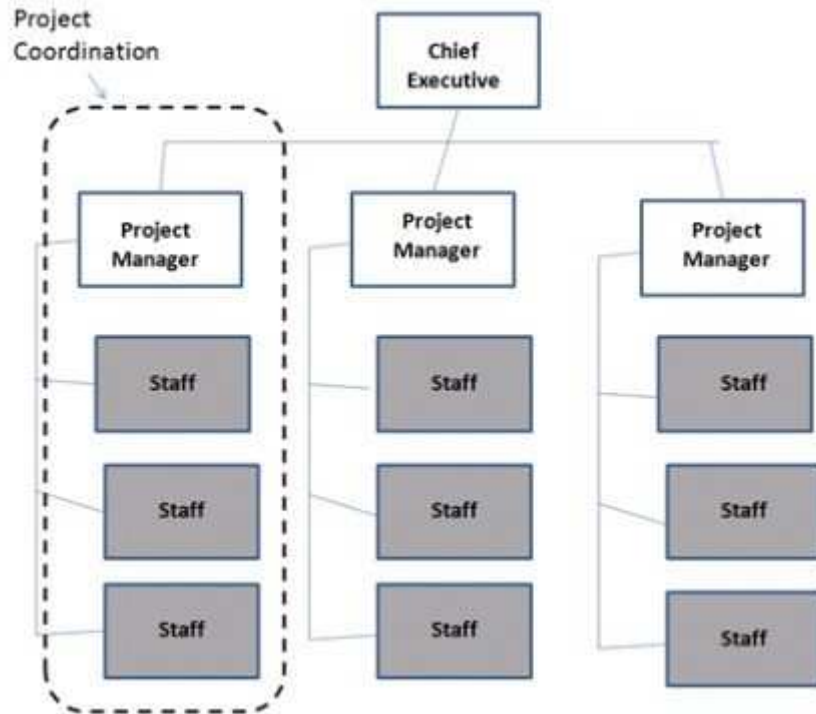 Project
Coordination
Chief
Executive
Project
Manager
Project
Manager
Project
Manager
Staff
Staff
Staff
Staff
Staff
Staff
Staff
Staff
Staff